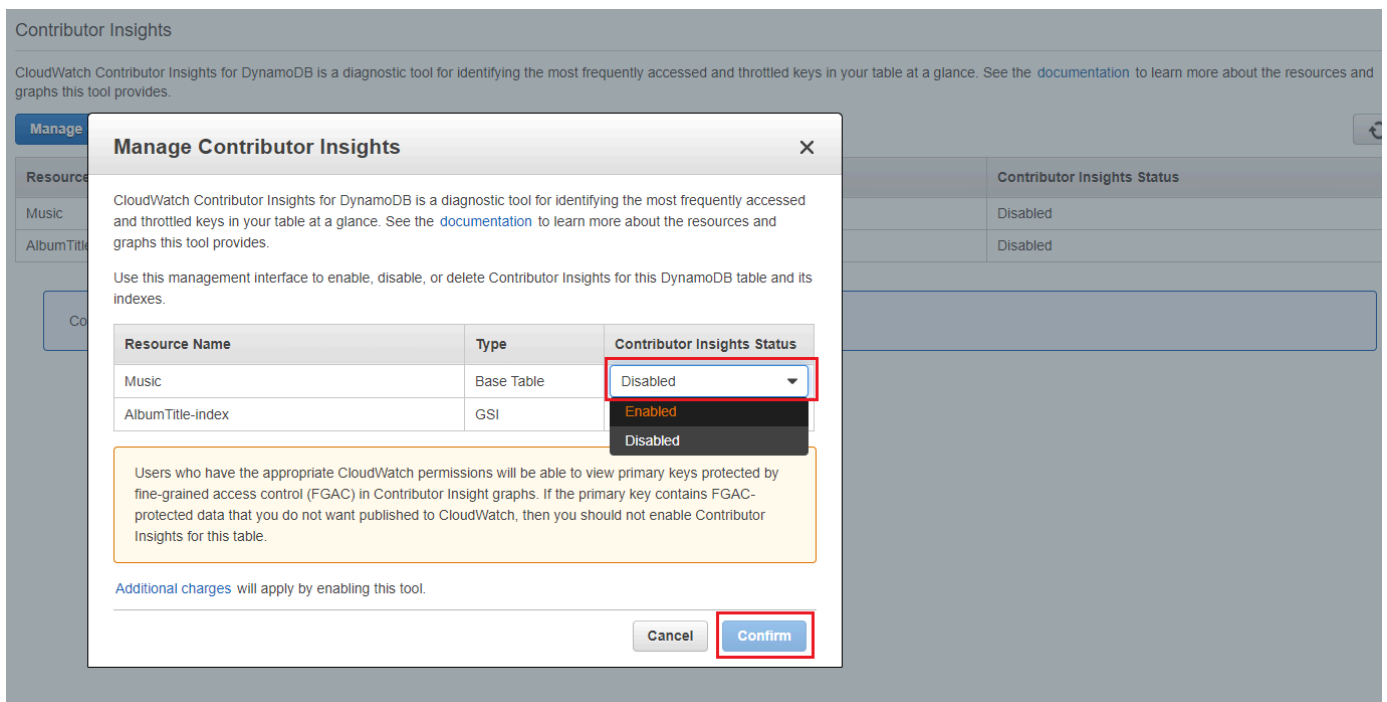 Contributor Insights
CloudWatch Contributor Insights for DynamoDB is a diagnostic tool for identifying the most frequently accessed and throttled keys in your table at a glance. See the documentation to learn more about the resources and
graphs this tool provides.
Manage
Resource
Contributor Insights Status
Music
Disabled
AlbumTitle
Disabled
Co
Manage Contributor Insights
CloudWatch Contributor Insights for DynamoDB is a diagnostic tool for identifying the most frequently accessed
and throttled keys in your table at a glance. See the documentation to learn more about the resources and
graphs this tool provides.
Use this management interface to enable, disable, or delete Contributor Insights for this DynamoDB table and its
indexes.
Resource Name Type Contributor Insights Status
Music Base Table Disabled
AlbumTitle-index GSI
Enabled
Disabled
Users who have the appropriate CloudWatch permissions will be able to view primary keys protected by
fine-grained access control (FGAC) in Contributor Insight graphs. If the primary key contains FGAC-
protected data that you do not want published to CloudWatch, then you should not enable Contributor
Insights for this table.
Additional charges will apply by enabling this tool.
Cancel Confirm